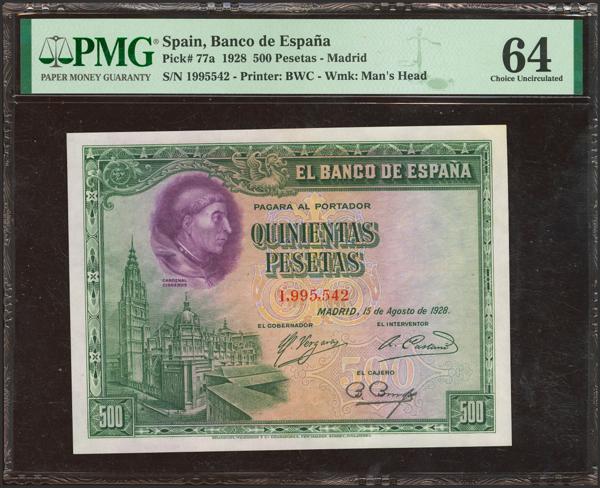 PMG®
PAPER MONEY GUARANTY
Spain, Banco de España
Pick# 77a 1928 500 Pesetas - Madrid
S/N 1995542 - Printer: BWC - Wmk: Man's Head
64
Choice Uncirculated
EL BANCO DE ESPAÑA
PAGARA AL PORTADOR
QUINIENTAS
PESETAS
CARDENAL
CISNEROS
1,995,542
MADRID, 15 de Agosto de 1928.
EL GOBERNADOR
EL INTERVENTOR
EL CAJERO
500
500
500